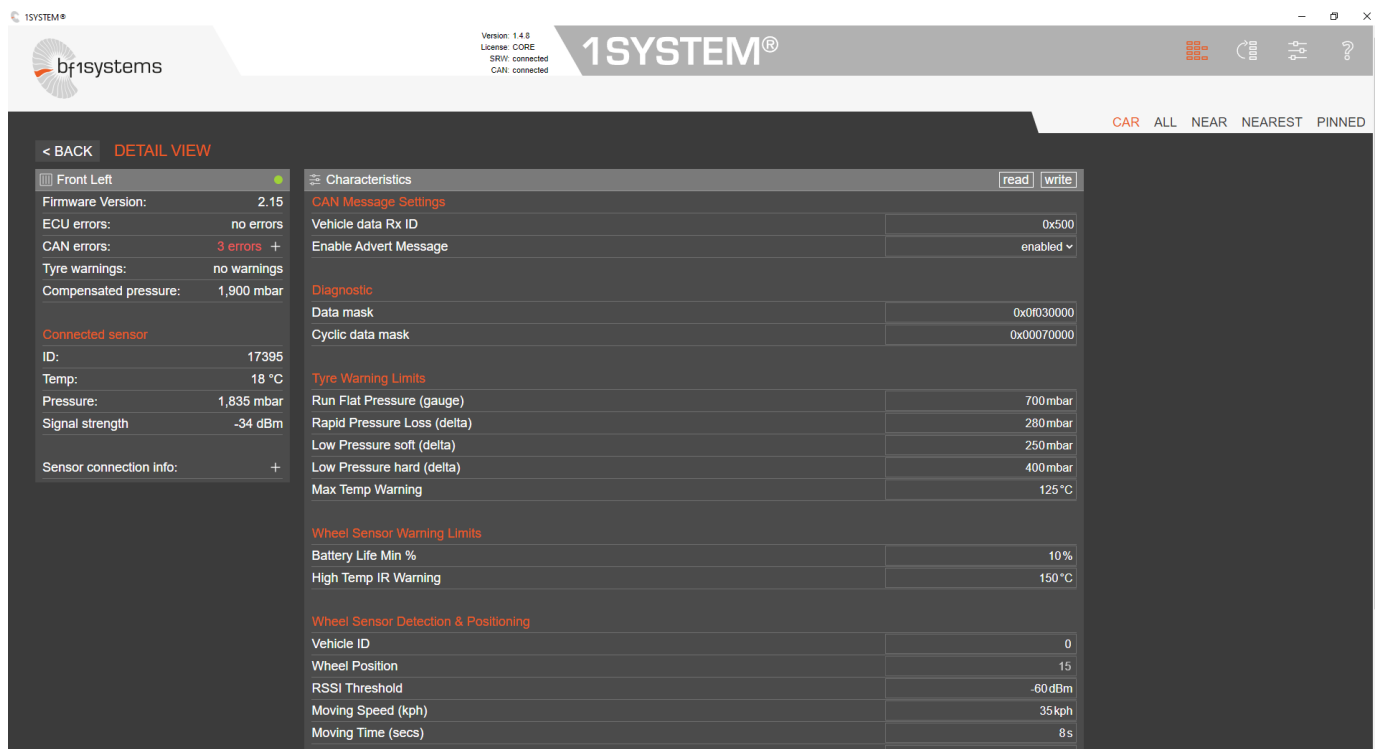 1SYSTEM®
bf1systems
Version: 1.4.8
License: CORE
SRW: connected
CAN: connected
1SYSTEM®
CAR ALL NEAR NEAREST PINNED
< BACK DETAIL VIEW
Front Left
Firmware Version: 2.15
ECU errors: no errors
CAN errors: 3 errors +
Tyre warnings: no warnings
Compensated pressure: 1,900 mbar
Connected sensor
ID: 17395
Temp: 18 °C
Pressure: 1,835 mbar
Signal strength -34 dBm
Sensor connection info: +
Characteristics read write
CAN Message Settings
Vehicle data Rx ID 0x500
Enable Advert Message enabled
Diagnostic
Data mask 0x0f030000
Cyclic data mask 0x00070000
Tyre Warning Limits
Run Flat Pressure (gauge) 700 mbar
Rapid Pressure Loss (delta) 280 mbar
Low Pressure soft (delta) 250 mbar
Low Pressure hard (delta) 400 mbar
Max Temp Warning 125 °C
Wheel Sensor Warning Limits
Battery Life Min % 10 %
High Temp IR Warning 150 °C
Wheel Sensor Detection & Positioning
Vehicle ID 0
Wheel Position 15
RSSI Threshold -60 dBm
Moving Speed (kph) 35 kph
Moving Time (secs) 8 s